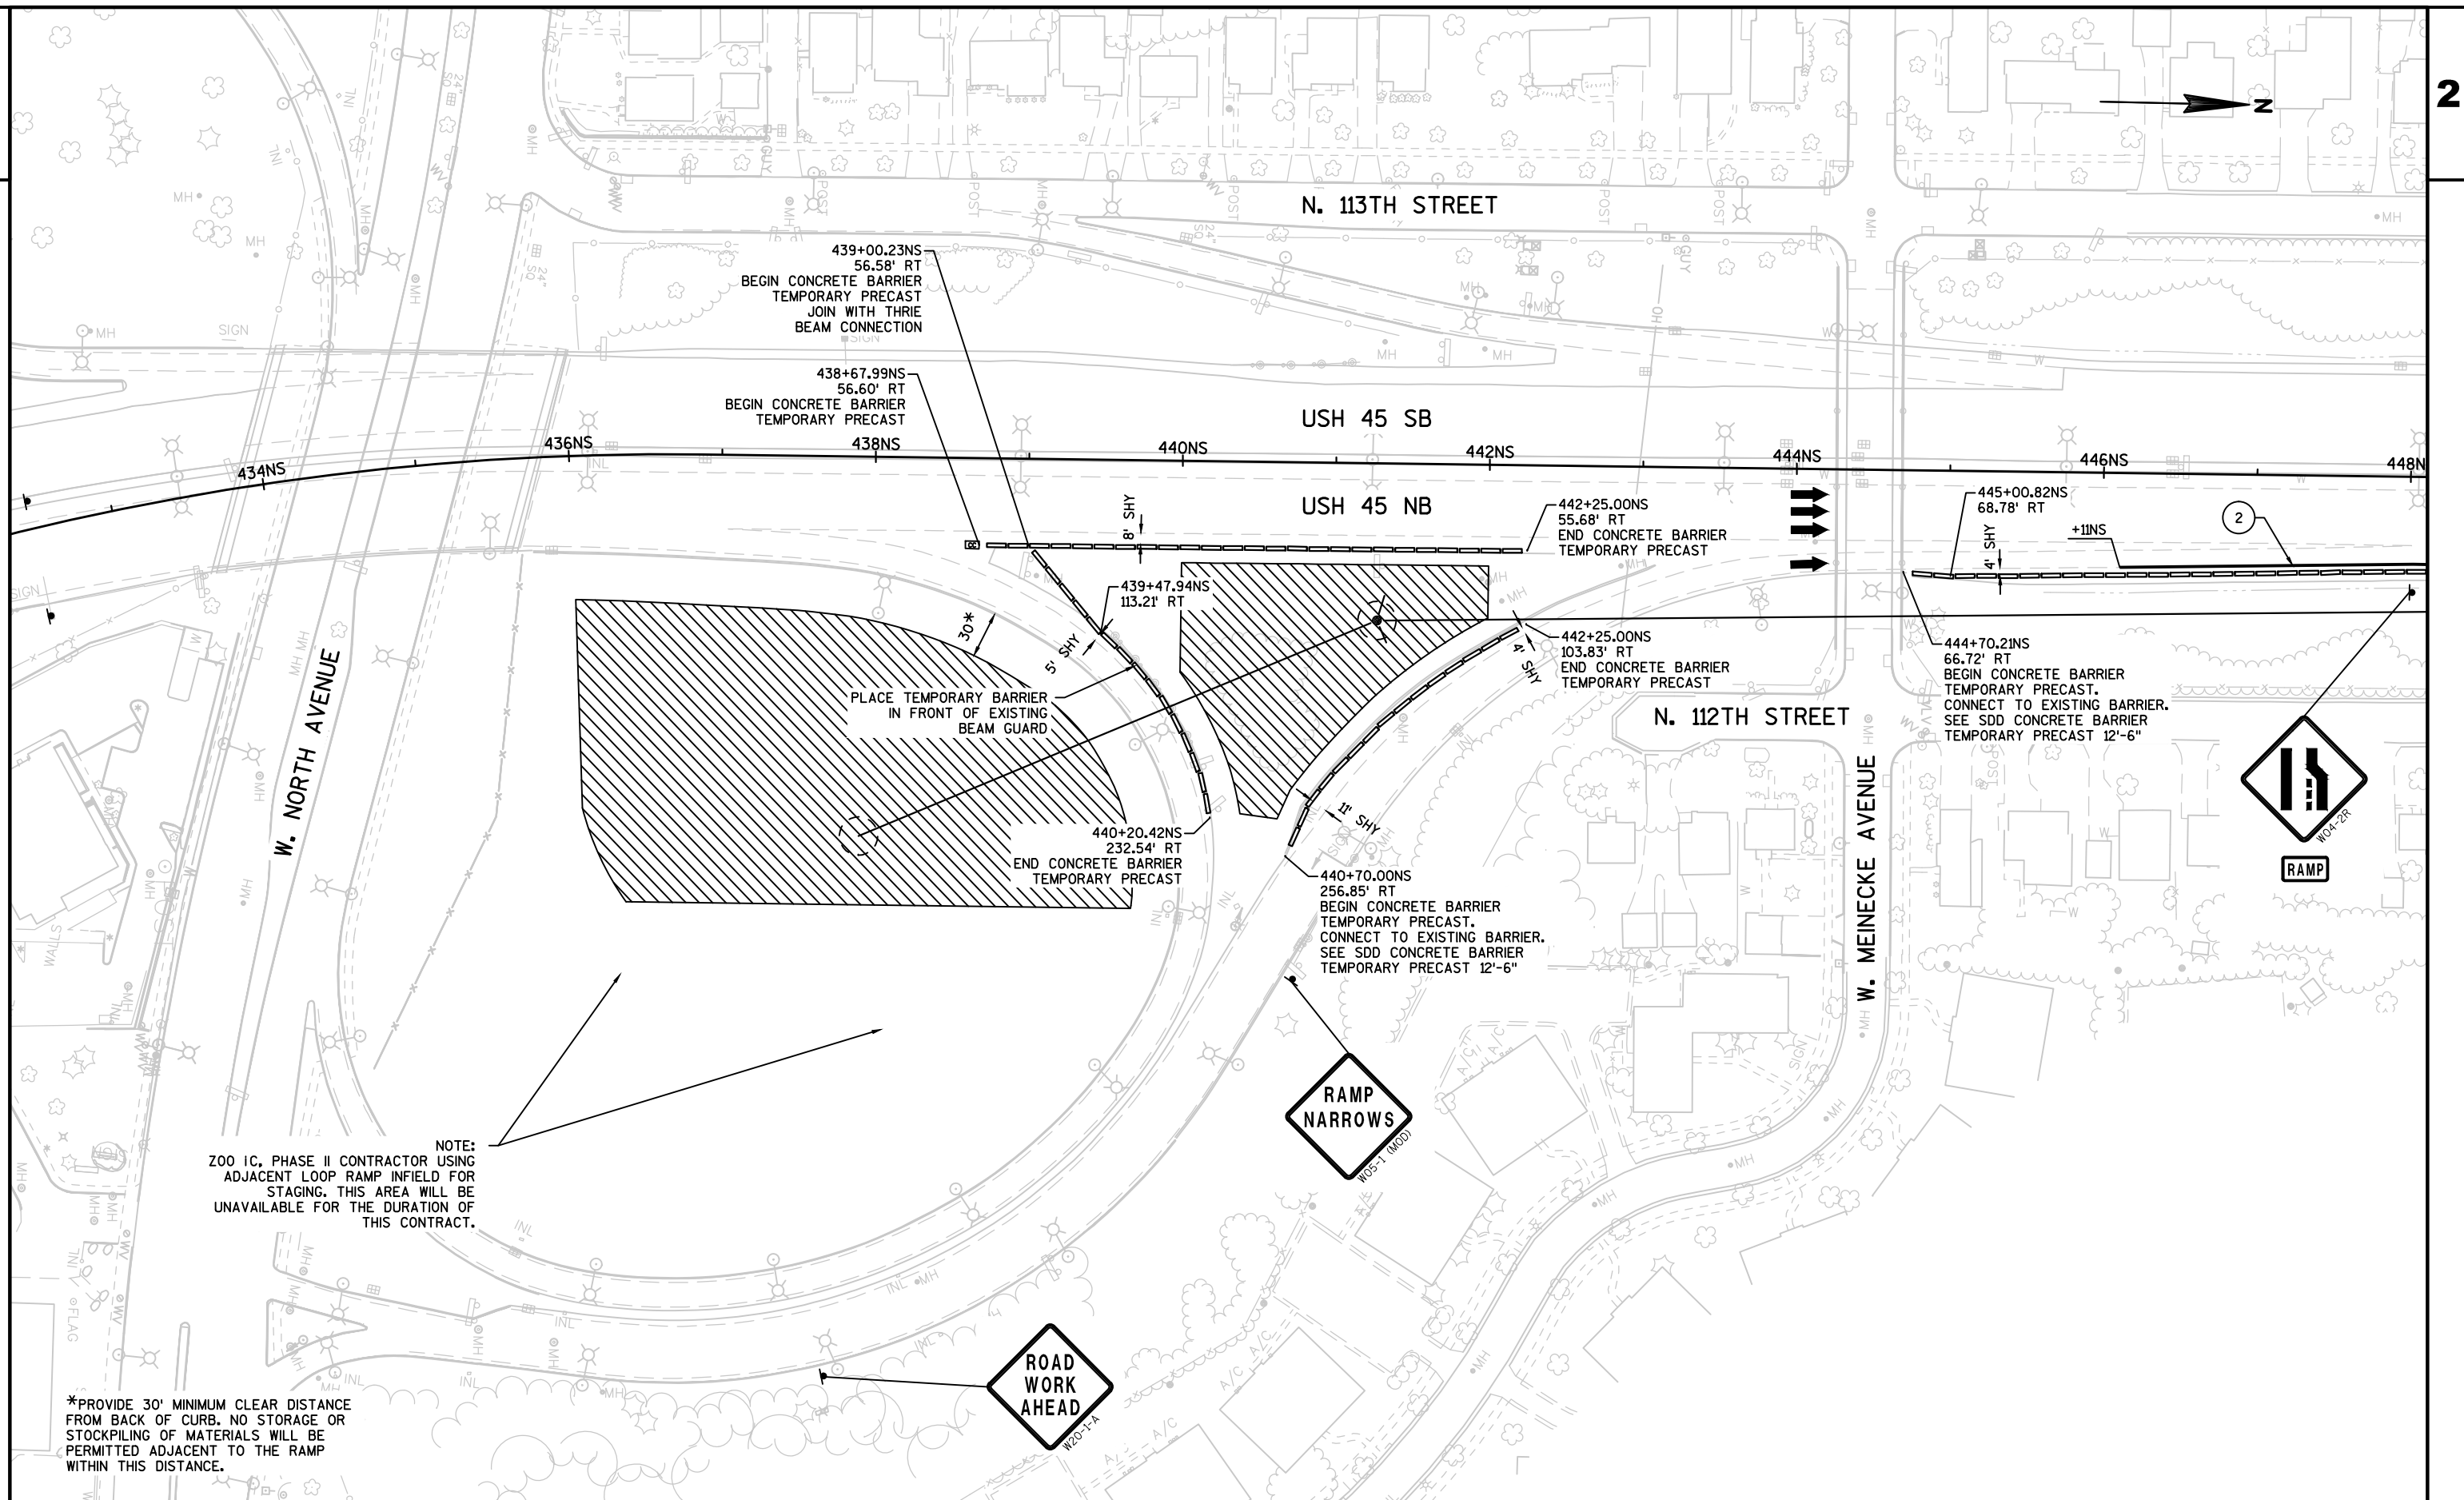 2
N
N. 113TH STREET
439+00.23NS
56.58' RT
BEGIN CONCRETE BARRIER
TEMPORARY PRECAST
JOIN WITH THRIE
BEAM CONNECTION
438+67.99NS
56.60' RT
BEGIN CONCRETE BARRIER
TEMPORARY PRECAST
USH 45 SB
434NS
436NS
438NS
440NS
442NS
444NS
446NS
448N
USH 45 NB
8' SHY
442+25.00NS
55.68' RT
END CONCRETE BARRIER
TEMPORARY PRECAST
445+00.82NS
68.78' RT
4' SHY
+11NS
2
439+47.94NS
113.21' RT
30*
5' SHY
PLACE TEMPORARY BARRIER
IN FRONT OF EXISTING
BEAM GUARD
442+25.00NS
103.83' RT
END CONCRETE BARRIER
TEMPORARY PRECAST
4' SHY
444+70.21NS
66.72' RT
BEGIN CONCRETE BARRIER
TEMPORARY PRECAST.
CONNECT TO EXISTING BARRIER.
SEE SDD CONCRETE BARRIER
TEMPORARY PRECAST 12'-6"
N. 112TH STREET
W. NORTH AVENUE
W. MEINECKE AVENUE
W04-2R
RAMP
11' SHY
440+20.42NS
232.54' RT
END CONCRETE BARRIER
TEMPORARY PRECAST
440+70.00NS
256.85' RT
BEGIN CONCRETE BARRIER
TEMPORARY PRECAST.
CONNECT TO EXISTING BARRIER.
SEE SDD CONCRETE BARRIER
TEMPORARY PRECAST 12'-6"
RAMP
NARROWS
W05-1 (MOD)
NOTE:
ZOO IC, PHASE II CONTRACTOR USING
ADJACENT LOOP RAMP INFIELD FOR
STAGING. THIS AREA WILL BE
UNAVAILABLE FOR THE DURATION OF
THIS CONTRACT.
ROAD
WORK
AHEAD
W20-1-A
*PROVIDE 30' MINIMUM CLEAR DISTANCE
FROM BACK OF CURB. NO STORAGE OR
STOCKPILING OF MATERIALS WILL BE
PERMITTED ADJACENT TO THE RAMP
WITHIN THIS DISTANCE.